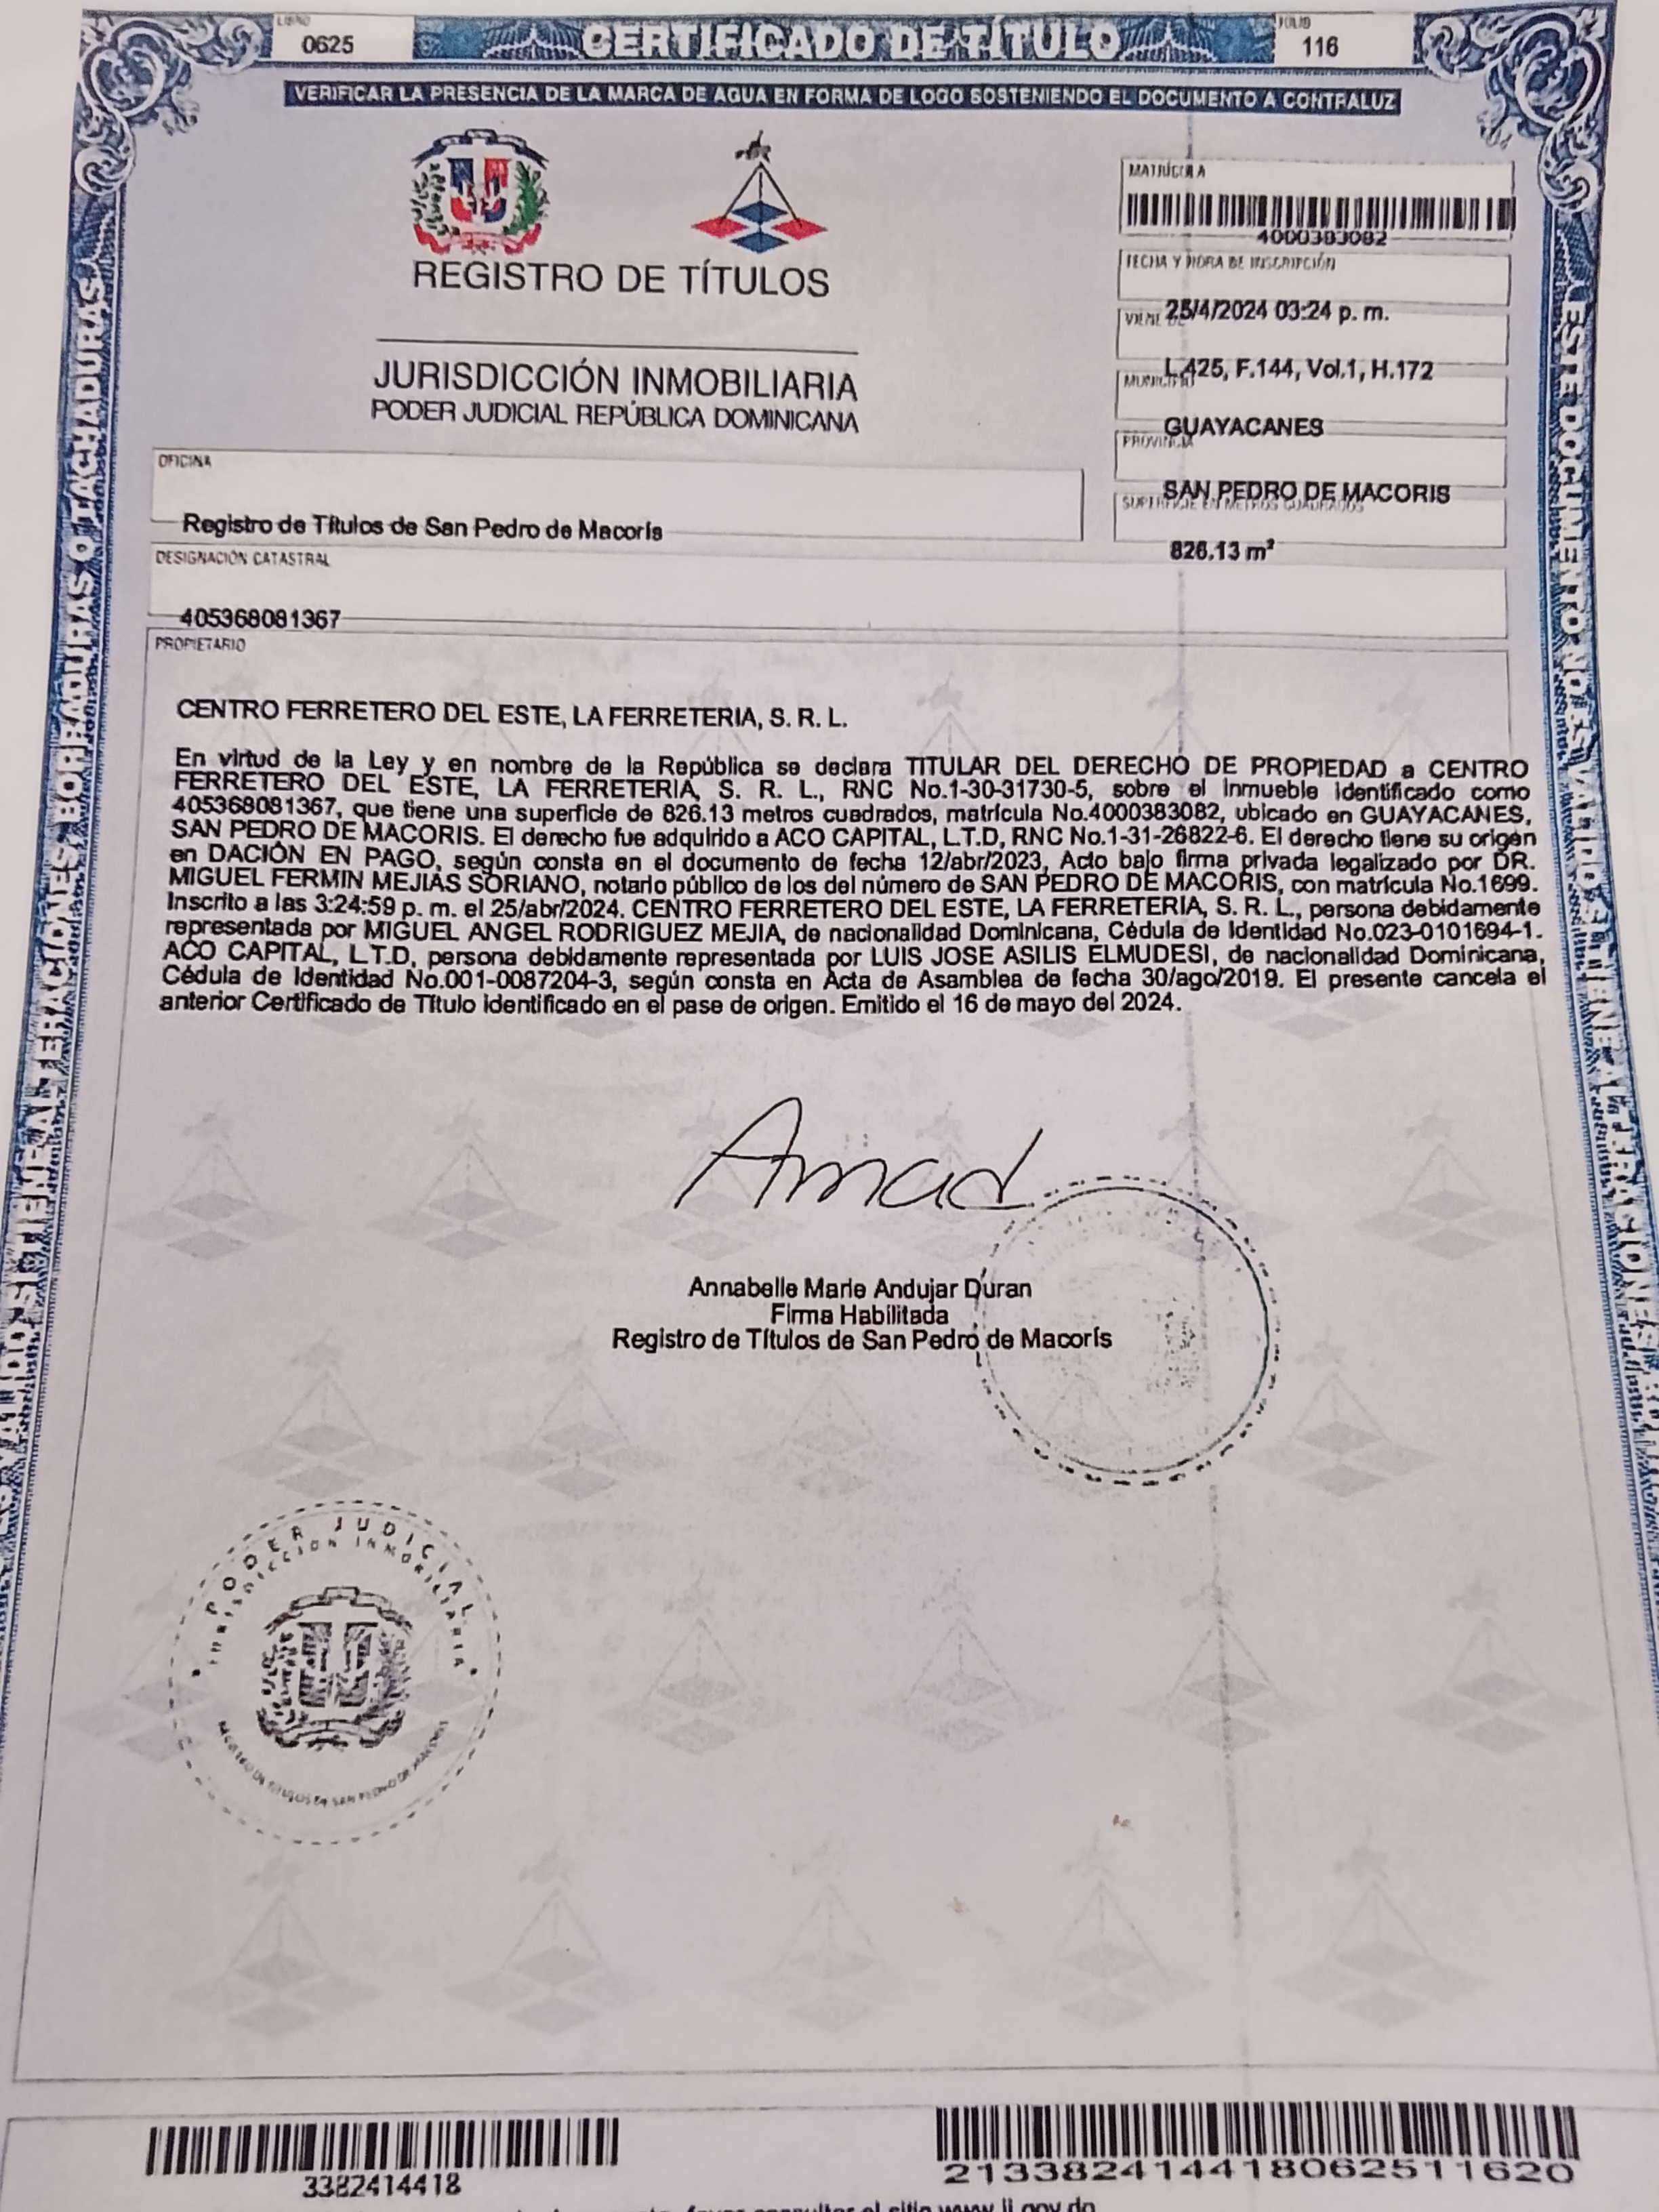 LIBRO
0625
CERTIFICADO DE TÍTULO
FOLIO
116
VERIFICAR LA PRESENCIA DE LA MARCA DE AGUA EN FORMA DE LOGO SOSTENIENDO EL DOCUMENTO A CONTRALUZ
REGISTRO DE TÍTULOS
JURISDICCIÓN INMOBILIARIA
PODER JUDICIAL REPÚBLICA DOMINICANA
MATRÍCULA
4000383082
FECHA Y HORA DE INSCRIPCIÓN
25/4/2024 03:24 p. m.
VIENE DE
L.425, F.144, Vol.1, H.172
MUNICIPIO
GUAYACANES
PROVINCIA
SAN PEDRO DE MACORIS
SUPERFICIE EN METROS CUADRADOS
826.13 m²
OFICINA
Registro de Títulos de San Pedro de Macorís
DESIGNACIÓN CATASTRAL
405368081367
PROPIETARIO
CENTRO FERRETERO DEL ESTE, LA FERRETERIA, S. R. L.
En virtud de la Ley y en nombre de la República se declara TITULAR DEL DERECHO DE PROPIEDAD a CENTRO
FERRETERO DEL ESTE, LA FERRETERIA, S. R. L., RNC No.1-30-31730-5, sobre el inmueble identificado como
405368081367, que tiene una superficie de 826.13 metros cuadrados, matrícula No.4000383082, ubicado en GUAYACANES,
SAN PEDRO DE MACORIS. El derecho fue adquirido a ACO CAPITAL, L.T.D, RNC No.1-31-26822-6. El derecho tiene su origen
en DACIÓN EN PAGO, según consta en el documento de fecha 12/abr/2023, Acto bajo firma privada legalizado por DR.
MIGUEL FERMIN MEJIAS SORIANO, notario público de los del número de SAN PEDRO DE MACORIS, con matrícula No.1699.
Inscrito a las 3:24:59 p. m. el 25/abr/2024. CENTRO FERRETERO DEL ESTE, LA FERRETERIA, S. R. L., persona debidamente
representada por MIGUEL ANGEL RODRIGUEZ MEJIA, de nacionalidad Dominicana, Cédula de Identidad No.023-0101694-1.
ACO CAPITAL, L.T.D, persona debidamente representada por LUIS JOSE ASILIS ELMUDESI, de nacionalidad Dominicana,
Cédula de Identidad No.001-0087204-3, según consta en Acta de Asamblea de fecha 30/ago/2019. El presente cancela el
anterior Certificado de Título identificado en el pase de origen. Emitido el 16 de mayo del 2024.
Annabelle Marie Andujar Duran
Firma Habilitada
Registro de Títulos de San Pedro de Macorís
PODER JUDICIAL
JURISDICCION INMOBILIARIA
REGISTRO DE TITULOS DE SAN PEDRO DE MACORIS
3382414418
21338241441806251 1620
consultar el sitio www.ji.gov.do
VALIDO SI TIENE ALTERACIONES, BORRADURAS O TACHADURAS.
ESTE DOCUMENTO NO ES VALIDO SI TIENE ALTERACIONES,